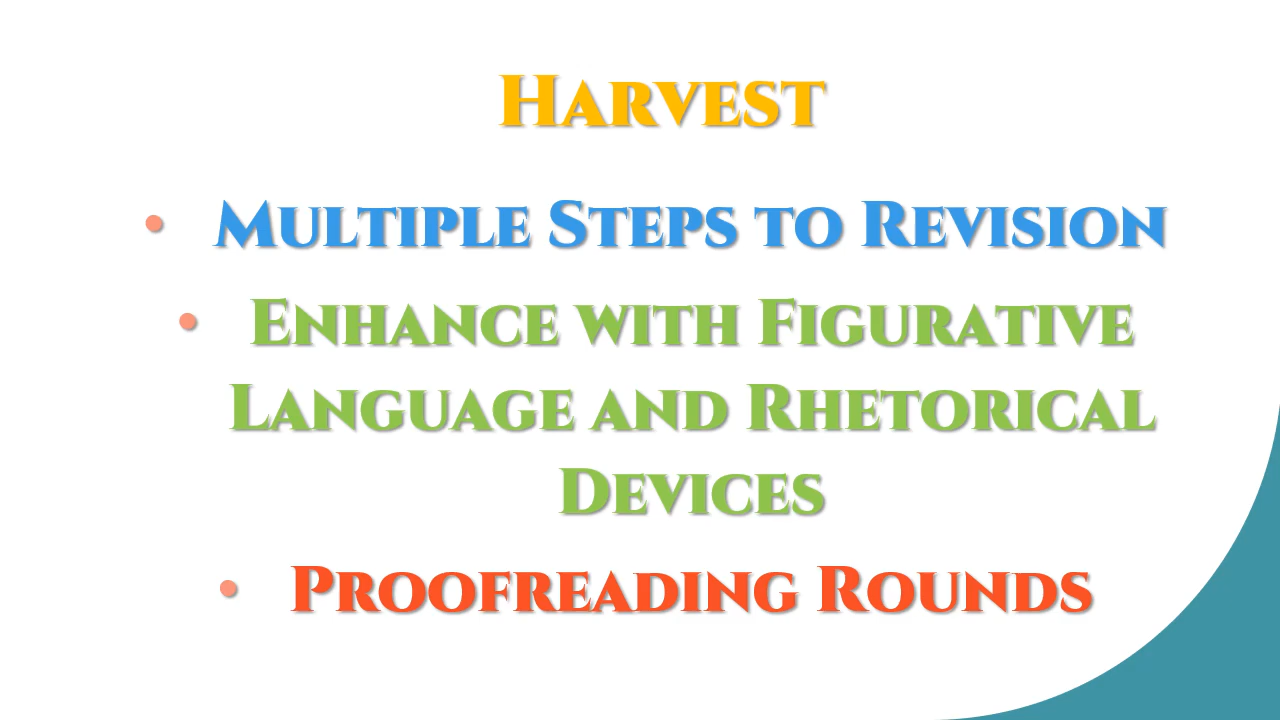 Harvest
• Multiple Steps to Revision
• Enhance with Figurative
Language and Rhetorical
Devices
• Proofreading Rounds